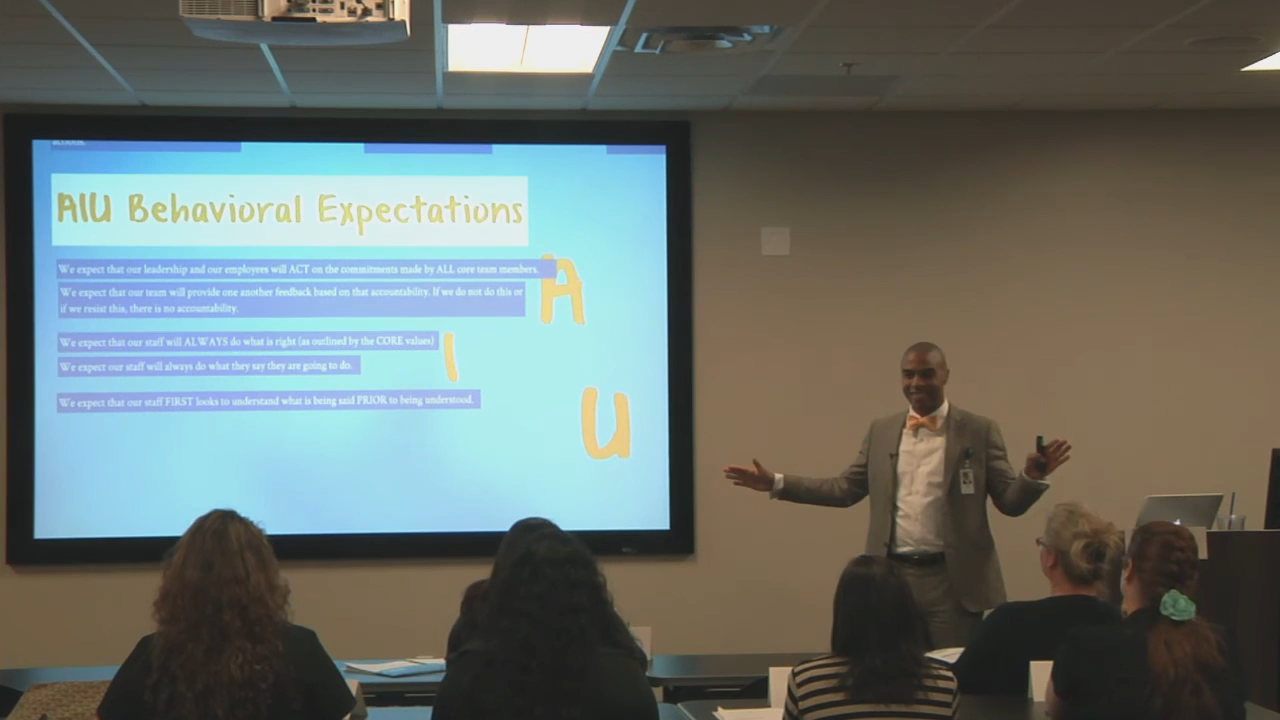 actions.
AIU Behavioral Expectations
We expect that our leadership and our employees will ACT on the commitments made by ALL core team members.
We expect that our team will provide one another feedback based on that accountability. If we do not do this or
if we resist this, there is no accountability.
A
We expect that our staff will ALWAYS do what is right (as outlined by the CORE values)
We expect our staff will always do what they say they are going to do.
I
We expect that our staff FIRST looks to understand what is being said PRIOR to being understood.
U